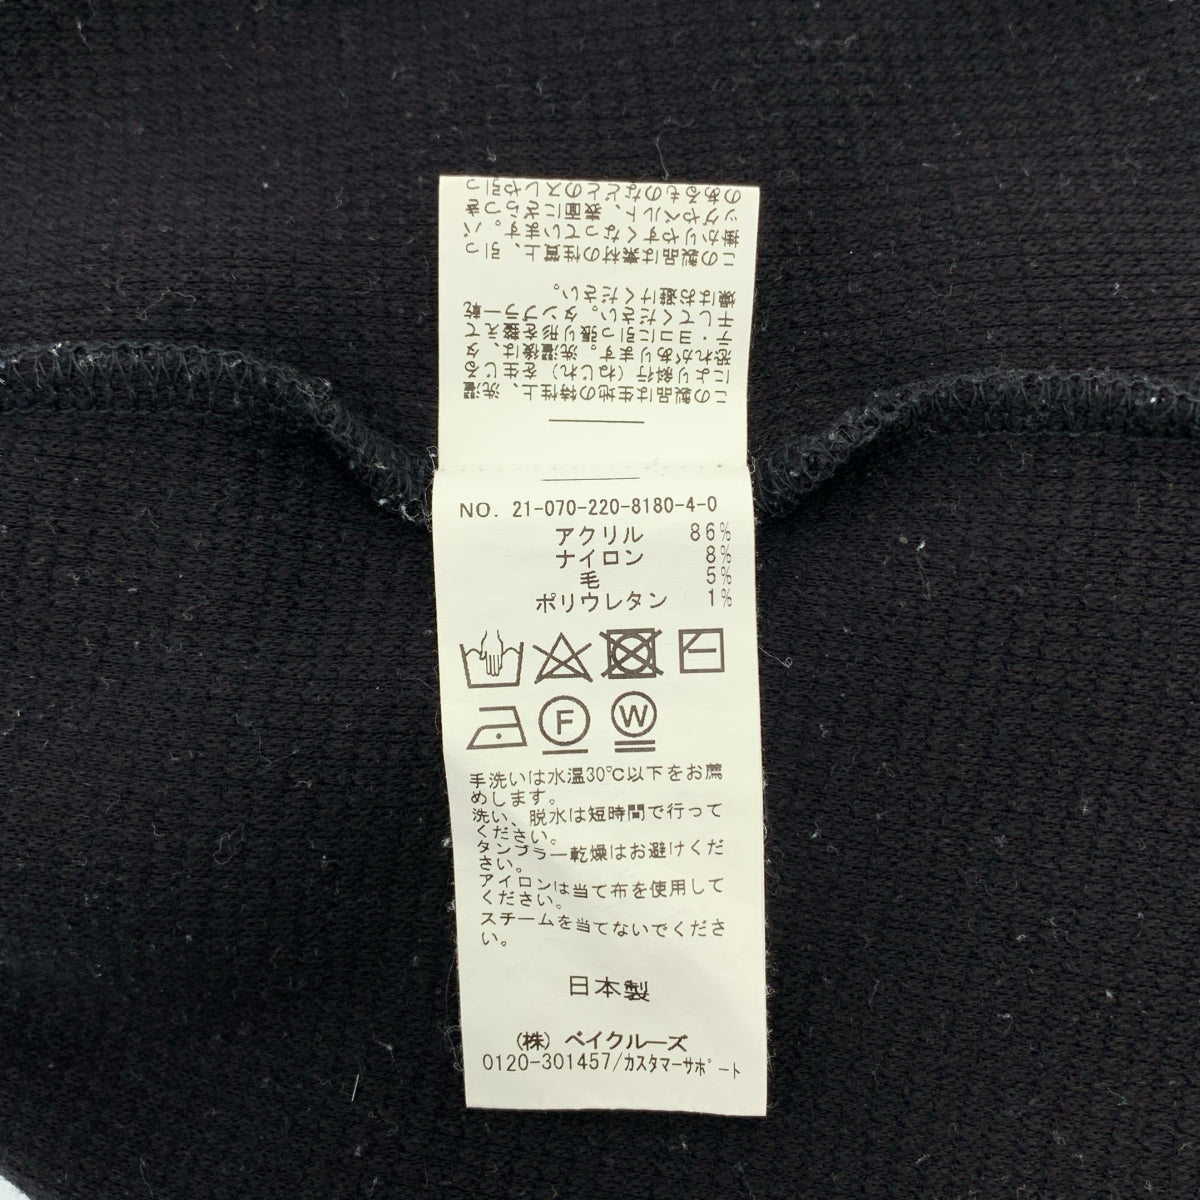 この製品は生地の特性上、洗濯
により斜行（ねじれ）を生じる
恐れがあります。洗濯後は、タ
テ・ヨコに引っ張り形を整えて
干してください。タンブラー乾
燥はお避けください。
この製品は素材の性質上、引っ
掛かりやすくなっています。バ
ッグやベルト、表面にざらつき
のあるものなどとのスレや引っ
NO. 21-070-220-8180-4-0
アクリル 86%
ナイロン 8%
毛 5%
ポリウレタン 1%
F W
手洗いは水温30℃以下をお薦
めします。
洗い、脱水は短時間で行って
ください。
タンブラー乾燥はお避けくだ
さい。
アイロンは当て布を使用して
ください。
スチームを当てないでくださ
い。
日本製
(株) ベイクルーズ
0120-301457/カスタマーサポート